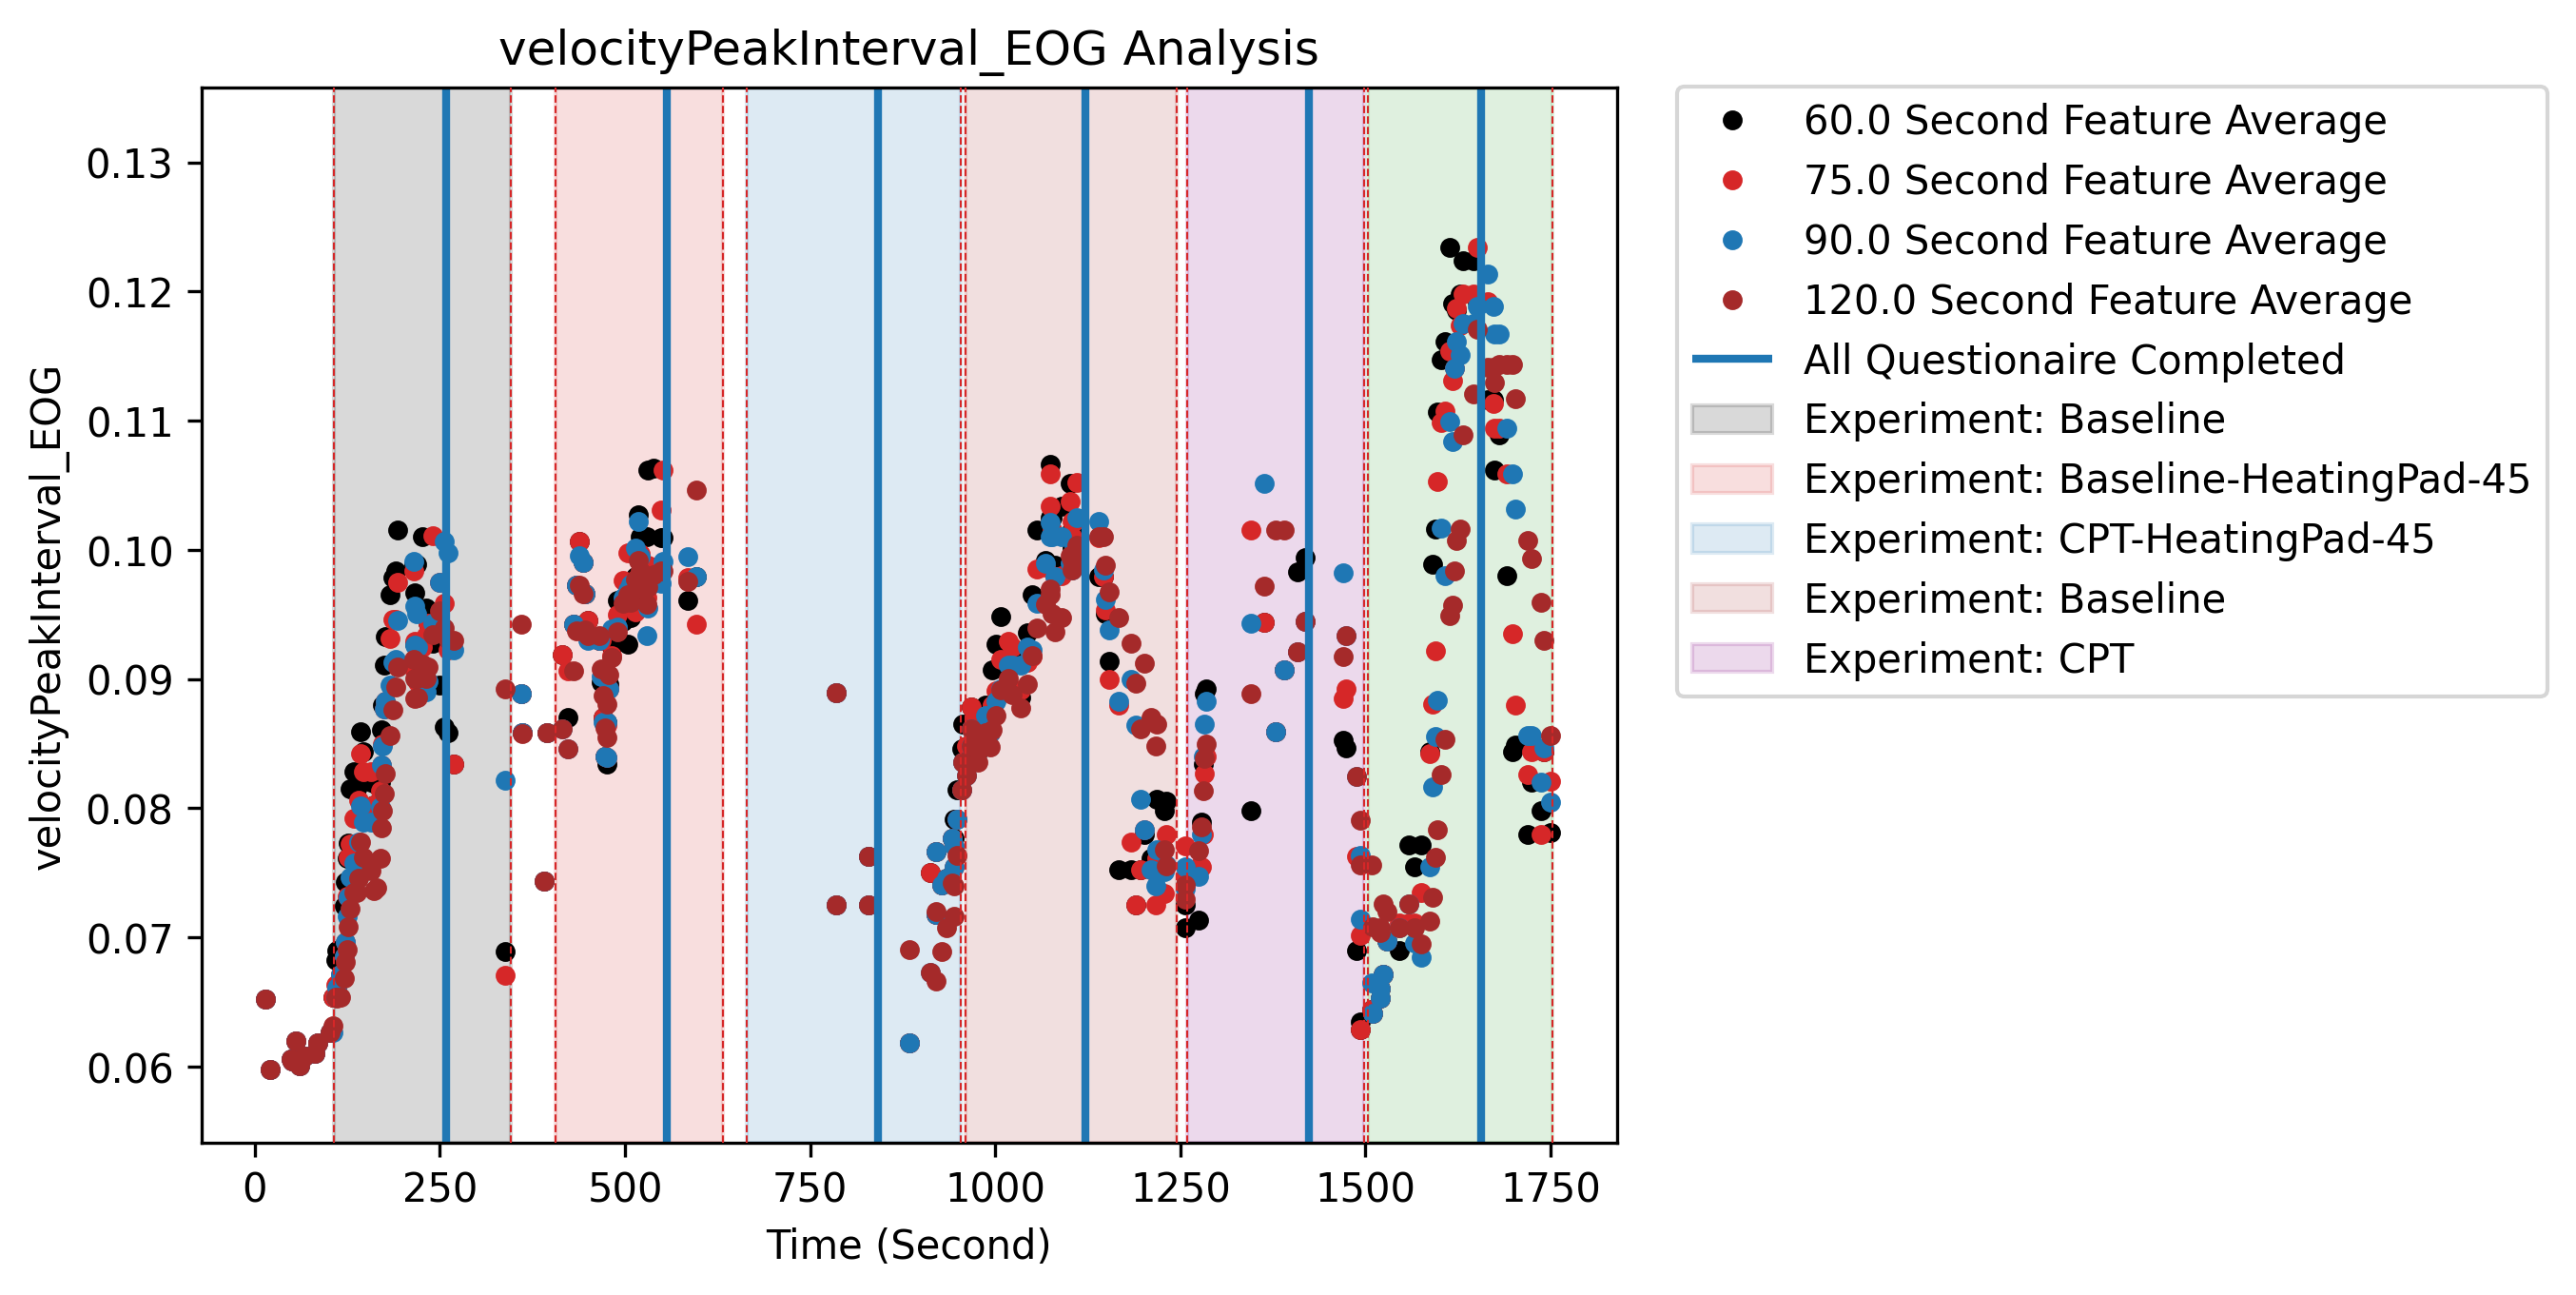 velocityPeakInterval_EOG Analysis
velocityPeakInterval_EOG
0.13
0.12
0.11
0.10
0.09
0.08
0.07
0.06
0 250 500 750 1000 1250 1500 1750
Time (Second)
60.0 Second Feature Average
75.0 Second Feature Average
90.0 Second Feature Average
120.0 Second Feature Average
All Questionaire Completed
Experiment: Baseline
Experiment: Baseline-HeatingPad-45
Experiment: CPT-HeatingPad-45
Experiment: Baseline
Experiment: CPT